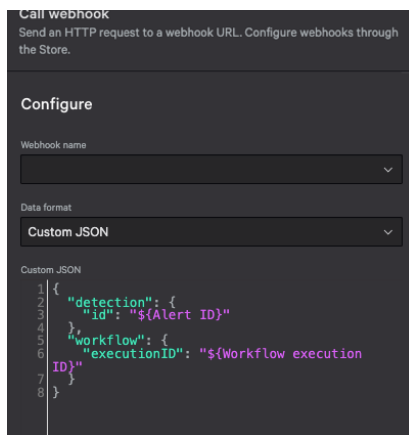 Call webhook
Send an HTTP request to a webhook URL. Configure webhooks through
the Store.
Configure
Webhook name
Data format
Custom JSON
Custom JSON
1 {
2 "detection": {
3 "id": "${Alert ID}"
4 },
5 "workflow": {
6 "executionID": "${Workflow execution
ID}"
7 }
8 }